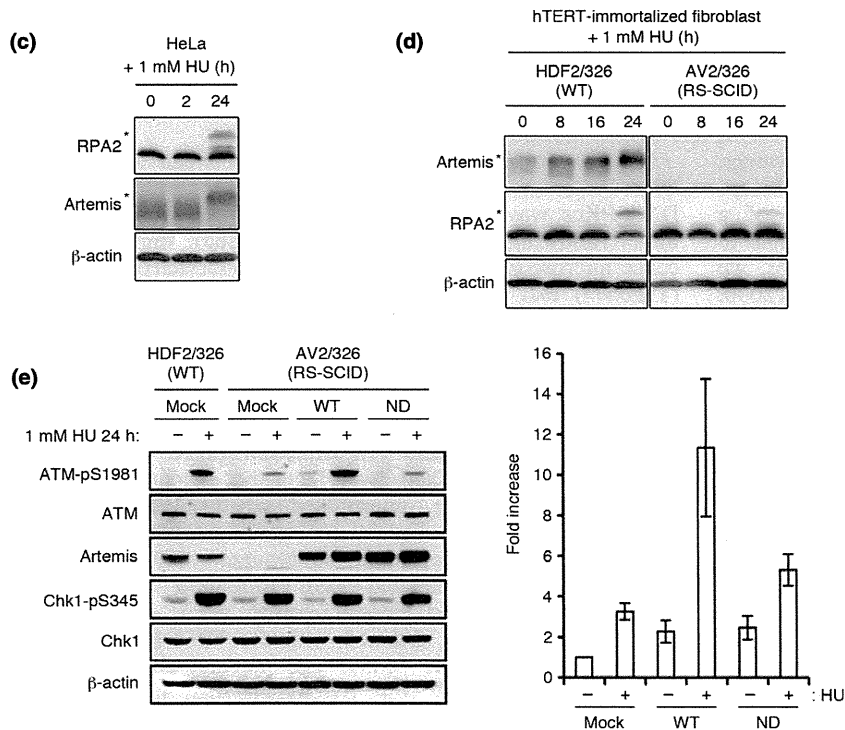 (c)
HeLa
+ 1 mM HU (h)
0 2 24
RPA2 *
Artemis *
β-actin
(d)
hTERT-immortalized fibroblast
+ 1 mM HU (h)
HDF2/326 AV2/326
(WT) (RS-SCID)
0 8 16 24 0 8 16 24
Artemis *
RPA2 *
β-actin
(e)
HDF2/326 AV2/326
(WT) (RS-SCID)
Mock Mock WT ND
1 mM HU 24 h: − + − + − + − +
ATM-pS1981
ATM
Artemis
Chk1-pS345
Chk1
β-actin
Fold increase
16
14
12
10
8
6
4
2
0
− + − + − + : HU
Mock WT ND